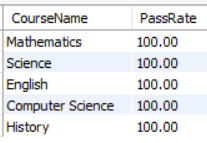 CourseName PassRate
Mathematics 100.00
Science 100.00
English 100.00
Computer Science 100.00
History 100.00